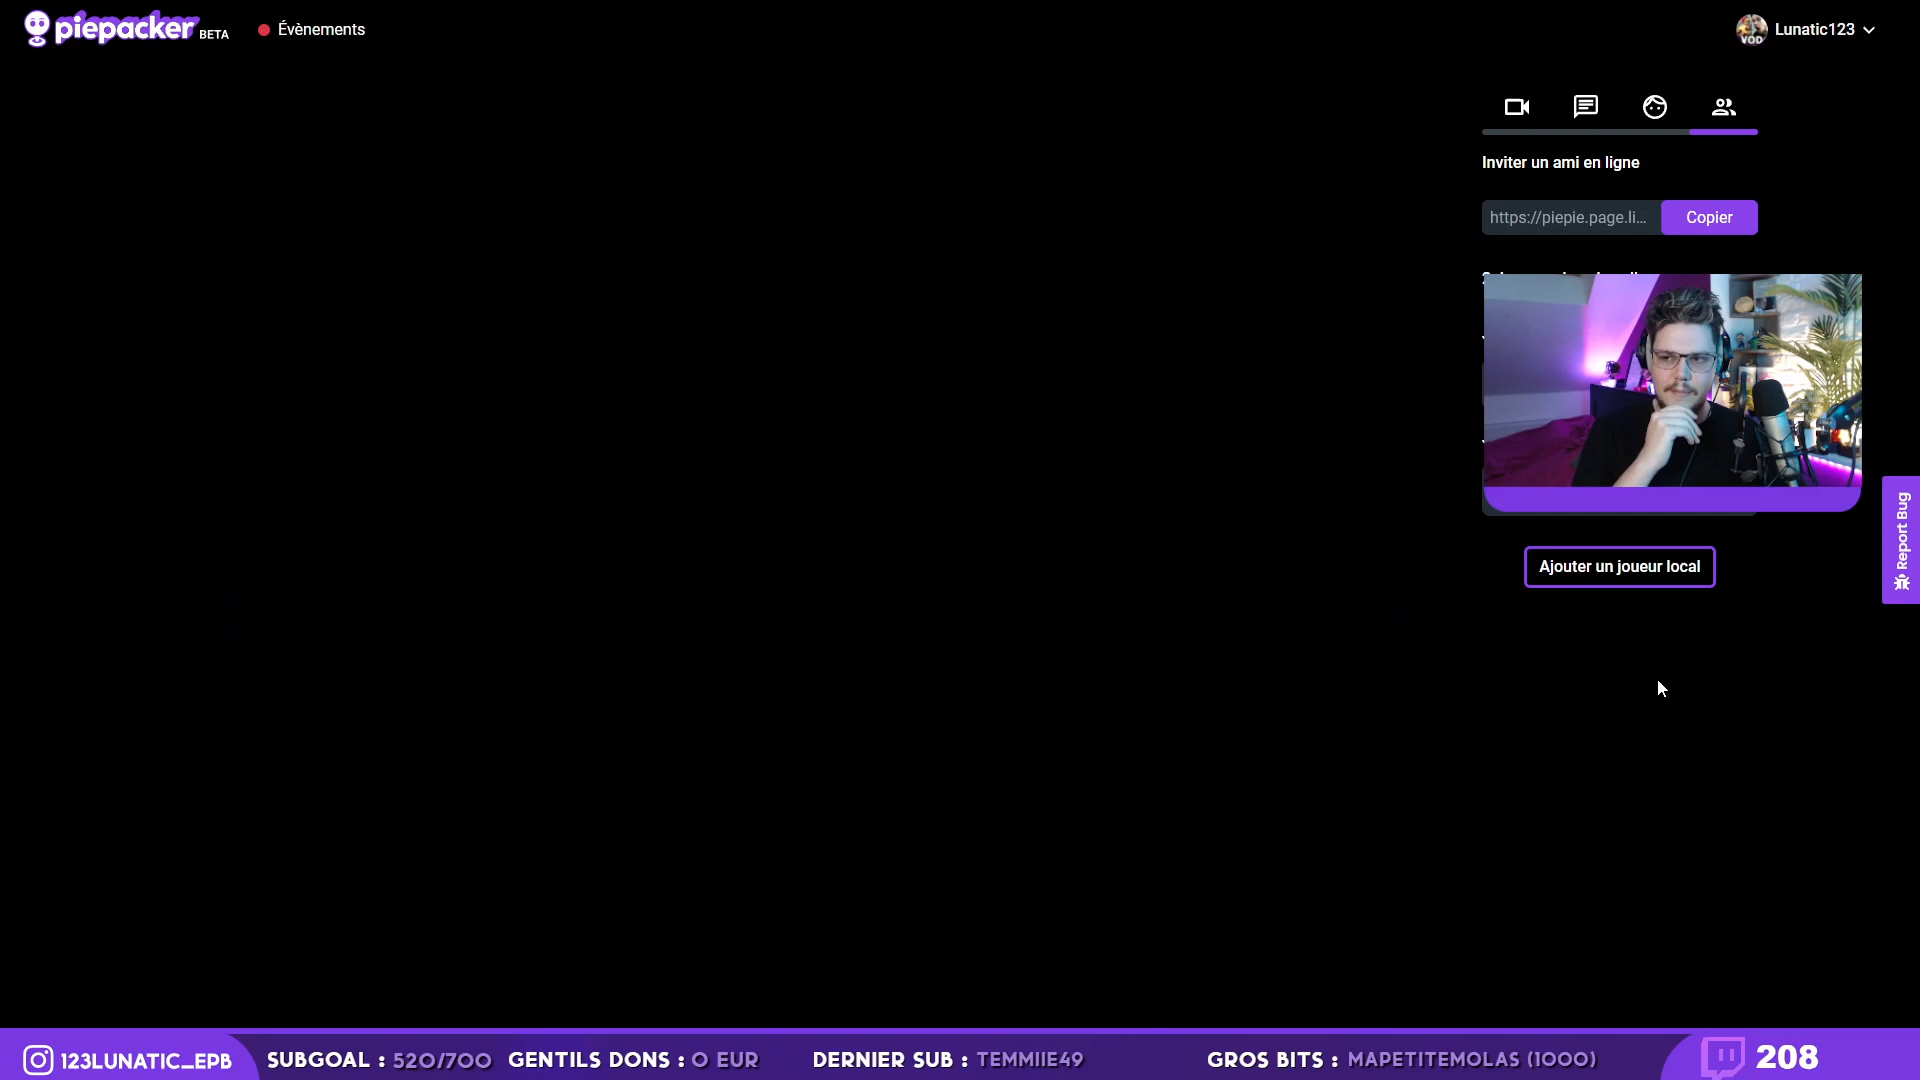 piepacker BETA
Évènements
VOD
Lunatic123
Inviter un ami en ligne
https://piepie.page.li...
Copier
Report Bug
Ajouter un joueur local
123LUNATIC_EPB
SUBGOAL : 520/700
GENTILS DONS : 0 EUR
DERNIER SUB : TEMMIIE49
GROS BITS : MAPETITEMOLAS (1000)
208